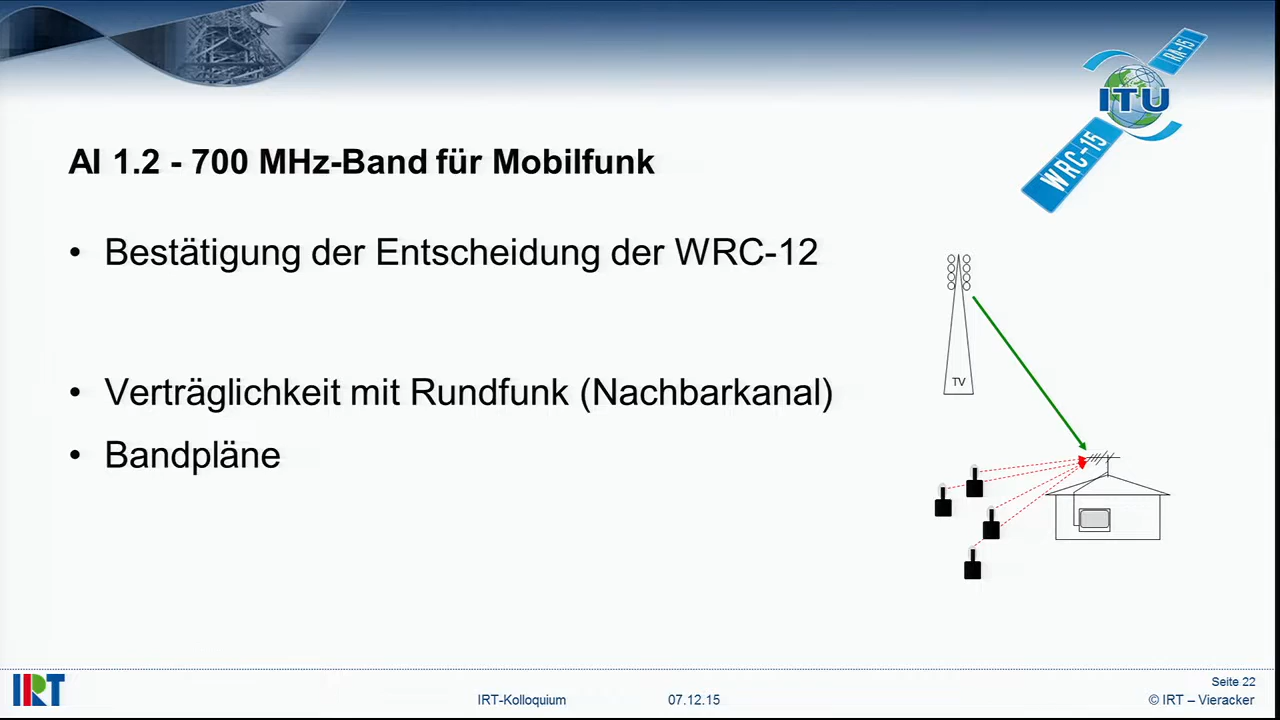 RA-15
ITU
WRC-15
AI 1.2 - 700 MHz-Band für Mobilfunk
• Bestätigung der Entscheidung der WRC-12
• Verträglichkeit mit Rundfunk (Nachbarkanal)
• Bandpläne
TV
Seite 22
IRT
IRT-Kolloquium
07.12.15
© IRT – Vieracker